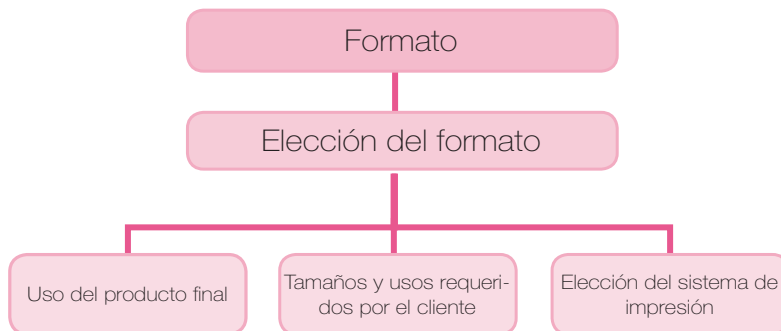 Formato
Elección del formato
Uso del producto final
Tamaños y usos requeri-
dos por el cliente
Elección del sistema de
impresión